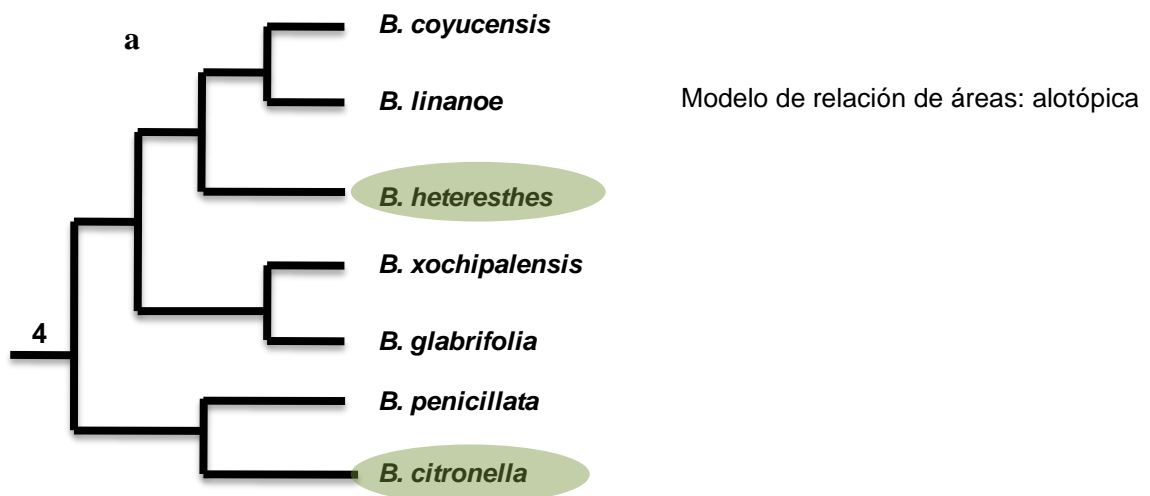 a
B. coyucensis
B. linanoe
Modelo de relación de áreas: alotópica
B. heteresthes
B. xochipalensis
4
B. glabrifolia
B. penicillata
B. citronella